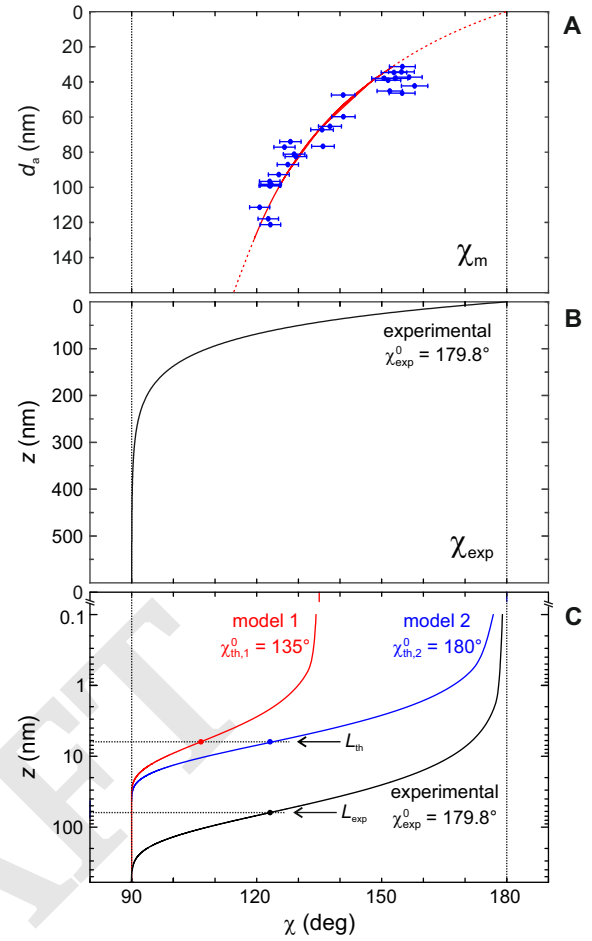 0
20
40
60
80
100
120
140
d_a (nm)
A
χ_m
0
100
200
300
400
500
z (nm)
B
experimental
χ^0_exp = 179.8°
χ_exp
0
0.1
1
10
100
z (nm)
C
model 1
χ^0_th,1 = 135°
model 2
χ^0_th,2 = 180°
L_th
experimental
χ^0_exp = 179.8°
L_exp
90
120
150
180
χ (deg)
AFT